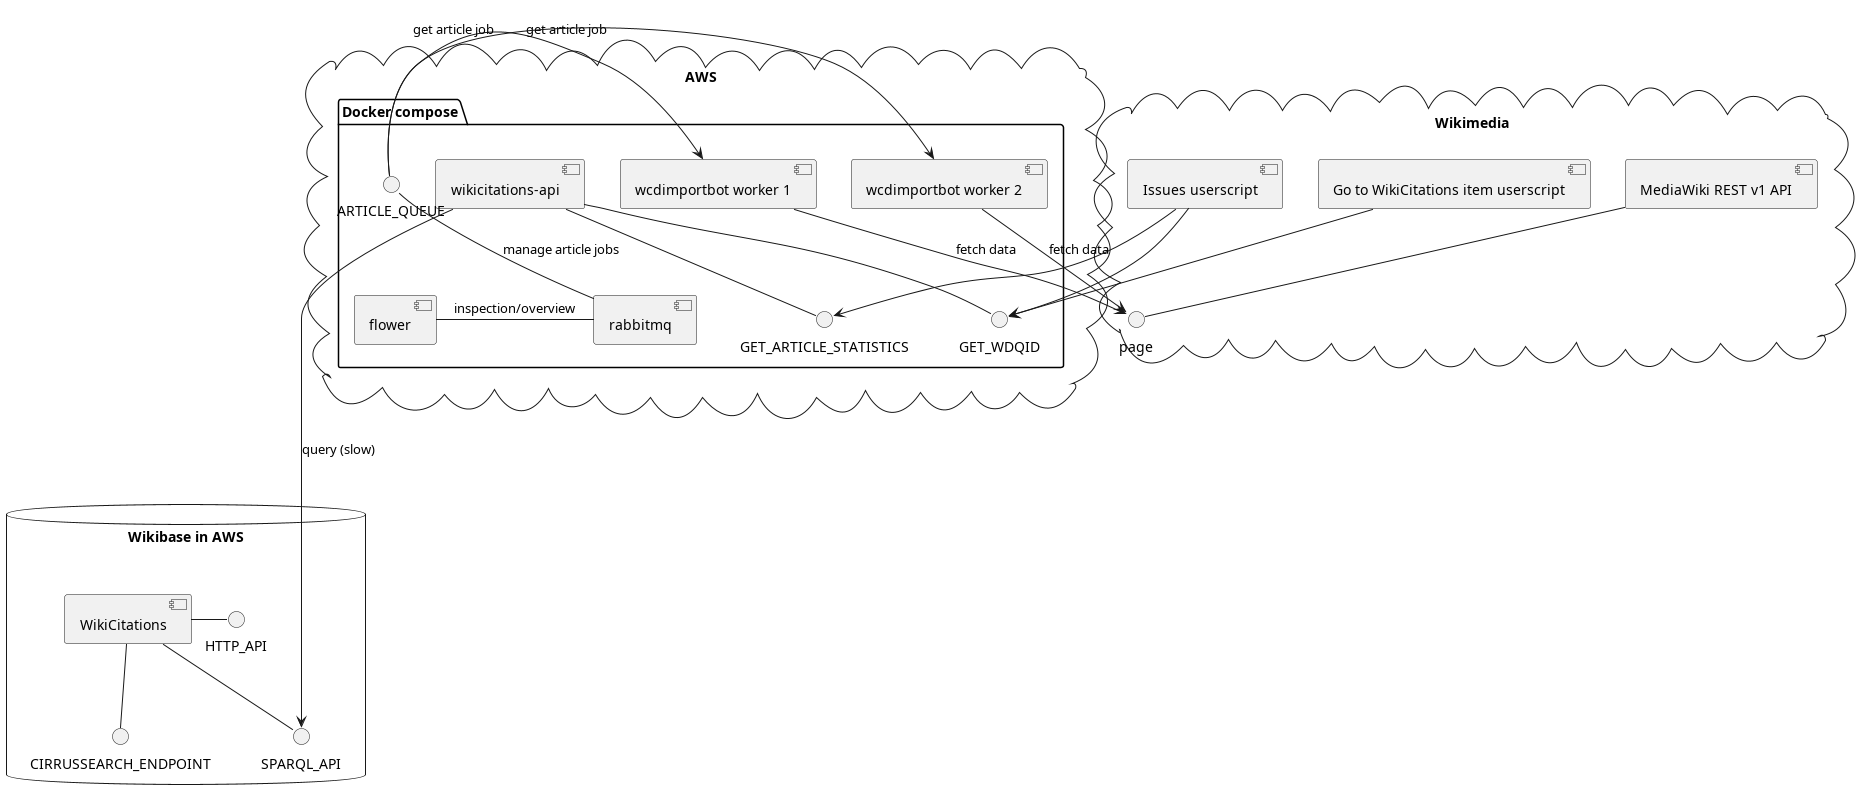 get article job
get article job
AWS
Wikimedia
Docker compose
wikicitations-api
wcdimportbot worker 1
wcdimportbot worker 2
Issues userscript
Go to WikiCitations item userscript
MediaWiki REST v1 API
ARTICLE_QUEUE
manage article jobs
fetch data
fetch data
flower
inspection/overview
rabbitmq
GET_ARTICLE_STATISTICS
GET_WDQID
page
query (slow)
Wikibase in AWS
WikiCitations
HTTP_API
CIRRUSSEARCH_ENDPOINT
SPARQL_API